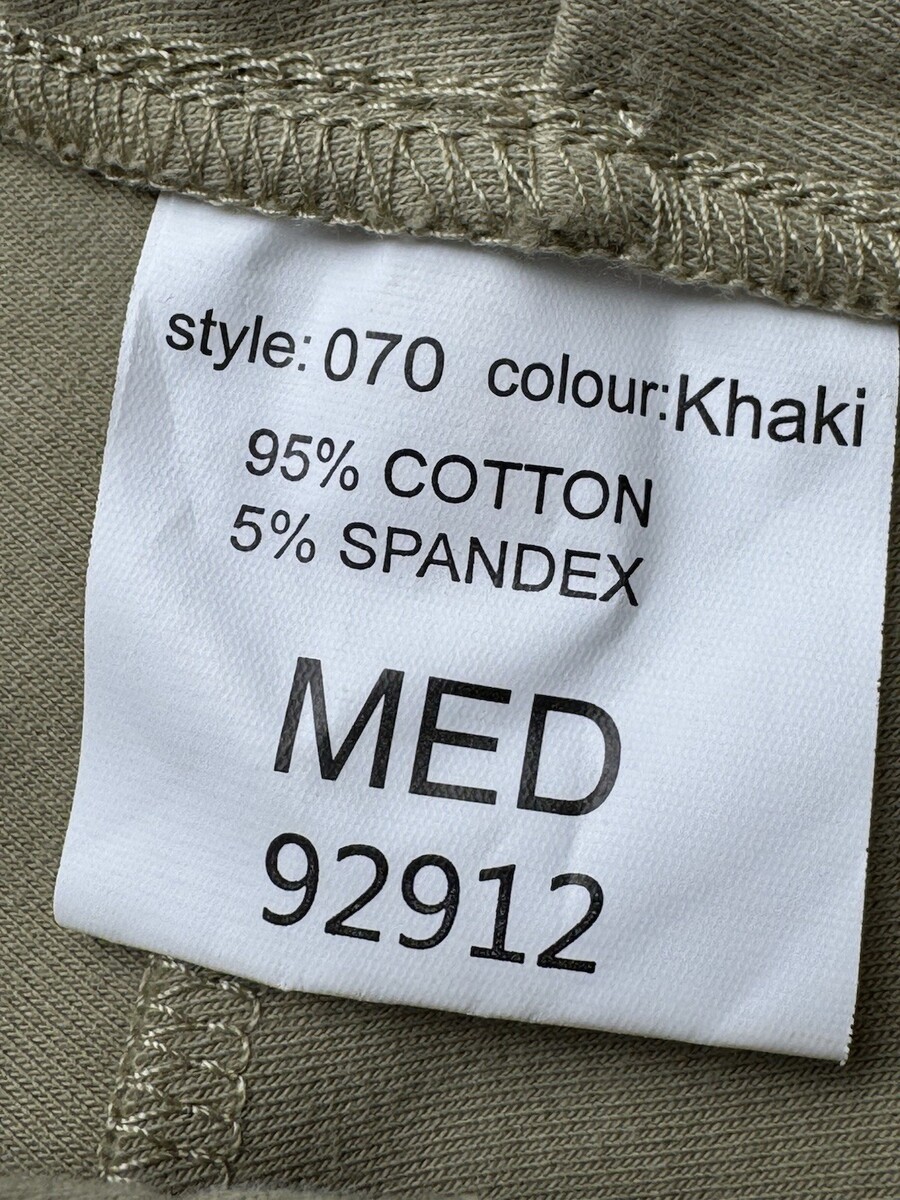 style: 070 colour:Khaki
95% COTTON
5% SPANDEX
MED
92912